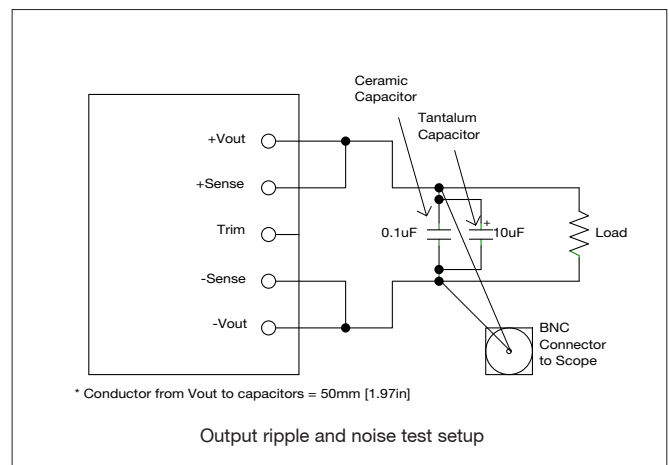 Ceramic
Capacitor
Tantalum
Capacitor
+Vout
+Sense
Trim
-Sense
-Vout
0.1uF
+
10uF
Load
BNC
Connector
to Scope
* Conductor from Vout to capacitors = 50mm [1.97in]
Output ripple and noise test setup